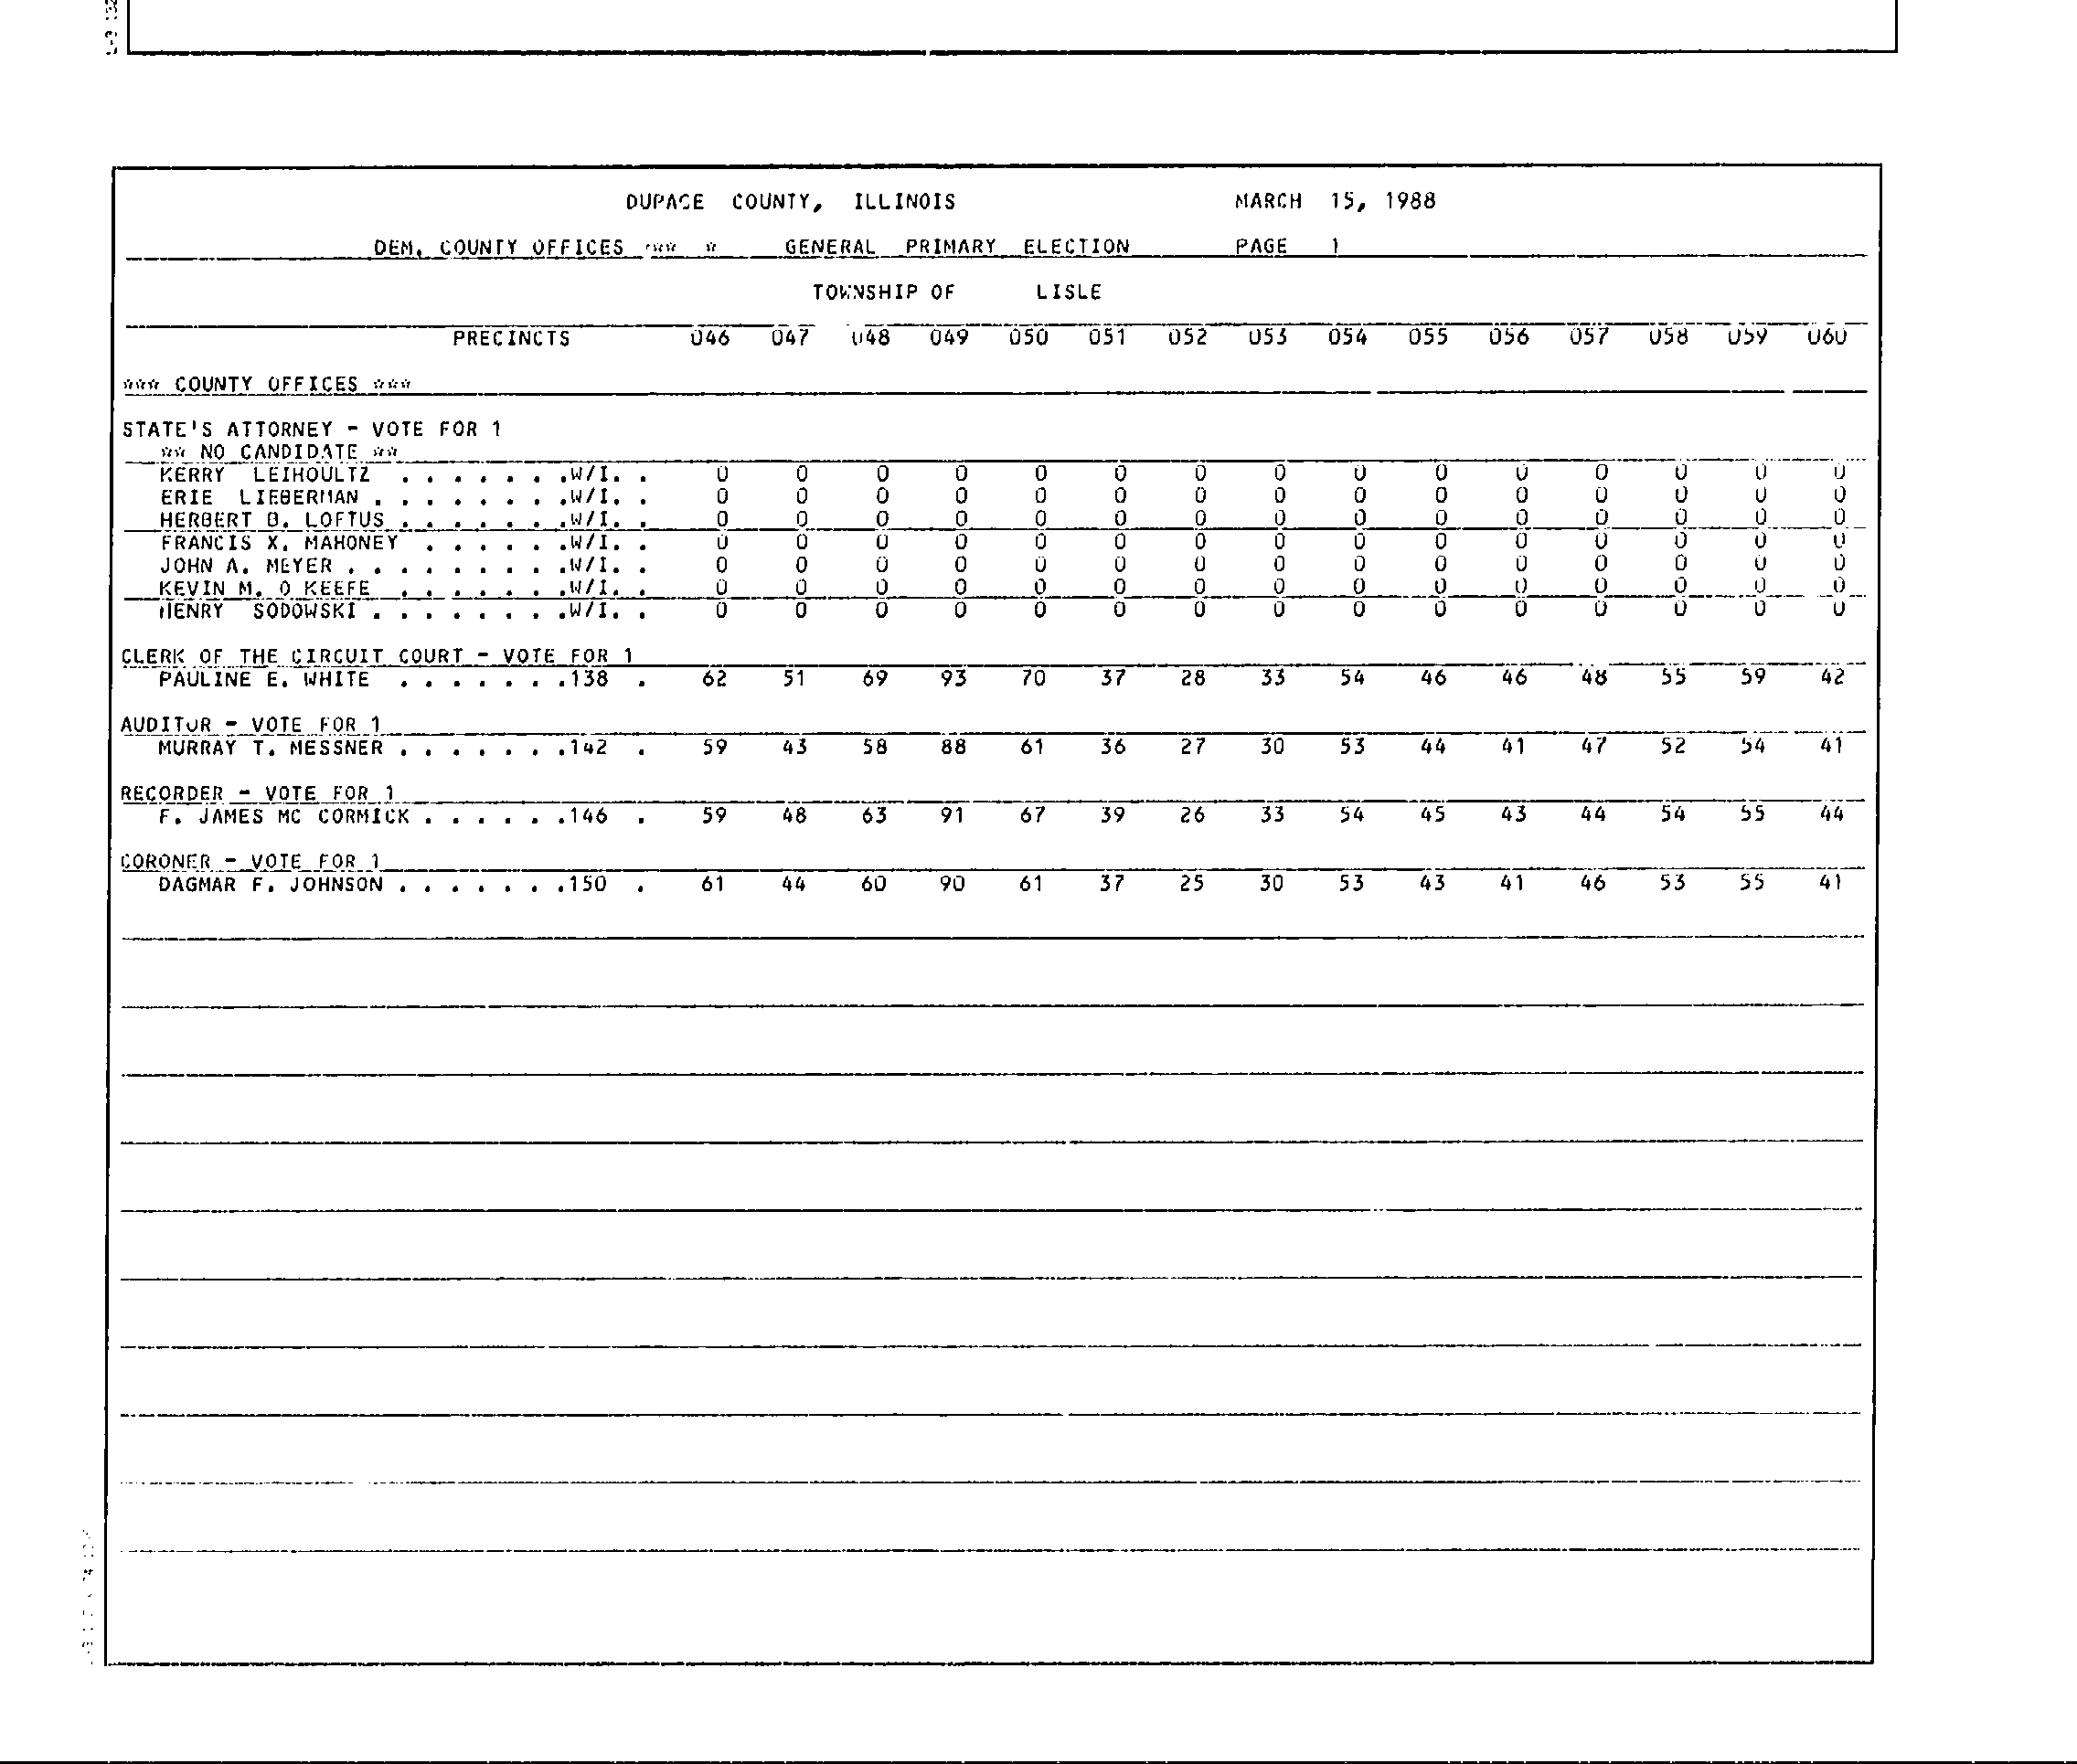 DUPAGE COUNTY, ILLINOIS MARCH 15, 1988
DEM. COUNTY OFFICES *** * GENERAL PRIMARY ELECTION PAGE 1
TOWNSHIP OF LISLE
PRECINCTS 046 047 048 049 050 051 052 053 054 055 056 057 058 059 060
*** COUNTY OFFICES ***
STATE'S ATTORNEY - VOTE FOR 1
** NO CANDIDATE **
KERRY LEIHOULTZ . . . . . . .W/I. . 0 0 0 0 0 0 0 0 0 0 0 0 0 0 0
ERIE LIEBERMAN . . . . . . . .W/I. . 0 0 0 0 0 0 0 0 0 0 0 0 0 0 0
HERBERT B. LOFTUS . . . . . . .W/I. . 0 0 0 0 0 0 0 0 0 0 0 0 0 0 0
FRANCIS X. MAHONEY . . . . . .W/I. . 0 0 0 0 0 0 0 0 0 0 0 0 0 0 0
JOHN A. MEYER . . . . . . . . .W/I. . 0 0 0 0 0 0 0 0 0 0 0 0 0 0 0
KEVIN M. O KEEFE . . . . . . .W/I. . 0 0 0 0 0 0 0 0 0 0 0 0 0 0 0
HENRY SODOWSKI . . . . . . . .W/I. . 0 0 0 0 0 0 0 0 0 0 0 0 0 0 0
CLERK OF THE CIRCUIT COURT - VOTE FOR 1
PAULINE E. WHITE . . . . . . .138 . 62 51 69 93 70 37 28 33 54 46 46 48 55 59 42
AUDITOR - VOTE FOR 1
MURRAY T. MESSNER . . . . . . .142 . 59 43 58 88 61 36 27 30 53 44 41 47 52 54 41
RECORDER - VOTE FOR 1
F. JAMES MC CORMICK . . . . . .146 . 59 48 63 91 67 39 26 33 54 45 43 44 54 55 44
CORONER - VOTE FOR 1
DAGMAR F. JOHNSON . . . . . . .150 . 61 44 60 90 61 37 25 30 53 43 41 46 53 55 41